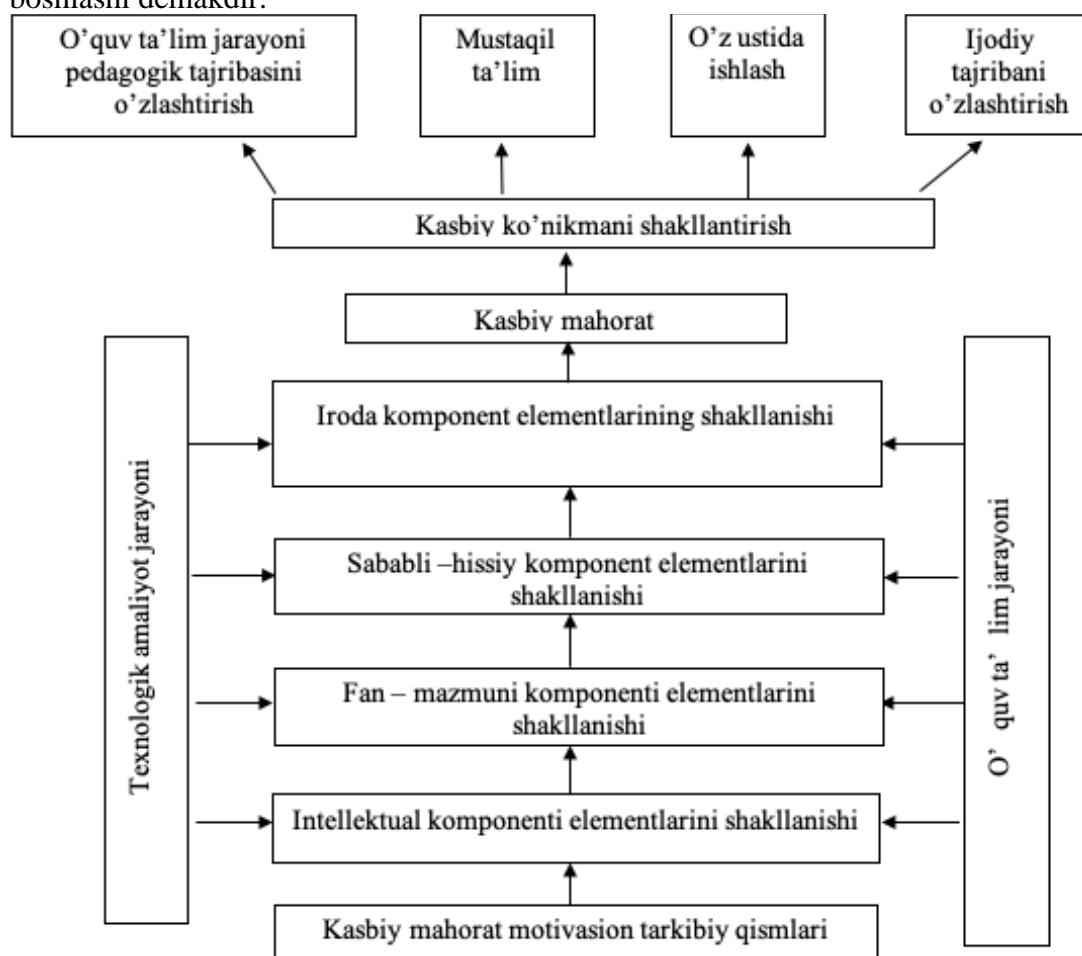 boshlashi demakdir.
O’quv ta’lim jarayoni
pedagogik tajribasini
o’zlashtirish
Mustaqil
ta’lim
O’z ustida
ishlash
Ijodiy
tajribani
o’zlashtirish
Kasbiy ko’nikmani shakllantirish
Kasbiy mahorat
Texnologik amaliyot jarayoni
Iroda komponent elementlarining shakllanishi
Sababli –hissiy komponent elementlarini
shakllanishi
Fan – mazmuni komponenti elementlarini
shakllanishi
Intellektual komponenti elementlarini shakllanishi
Kasbiy mahorat motivasion tarkibiy qismlari
O’ quv ta’ lim jarayoni